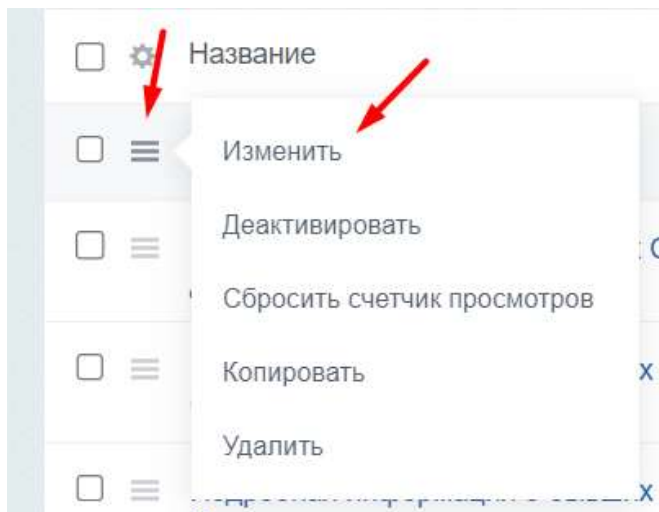 Название
Изменить
Деактивировать
Сбросить счетчик просмотров
Копировать
х
Удалить
х